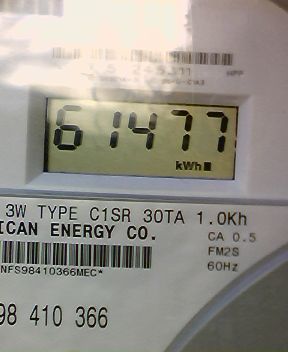 61477
kWh
3W TYPE C1SR 30TA 1.0Kh
ICAN ENERGY CO.
CA 0.5
FM2S
60Hz
NFS98410366MEC*
98 410 366